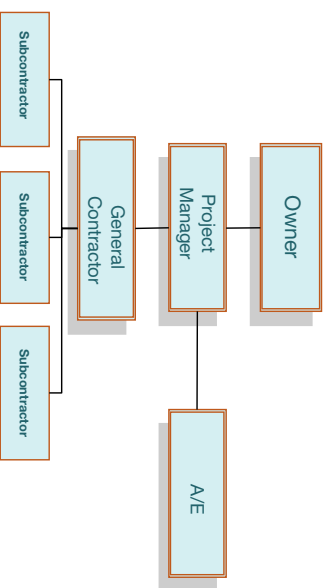 Owner
Project
Manager
A/E
General
Contractor
Subcontractor
Subcontractor
Subcontractor